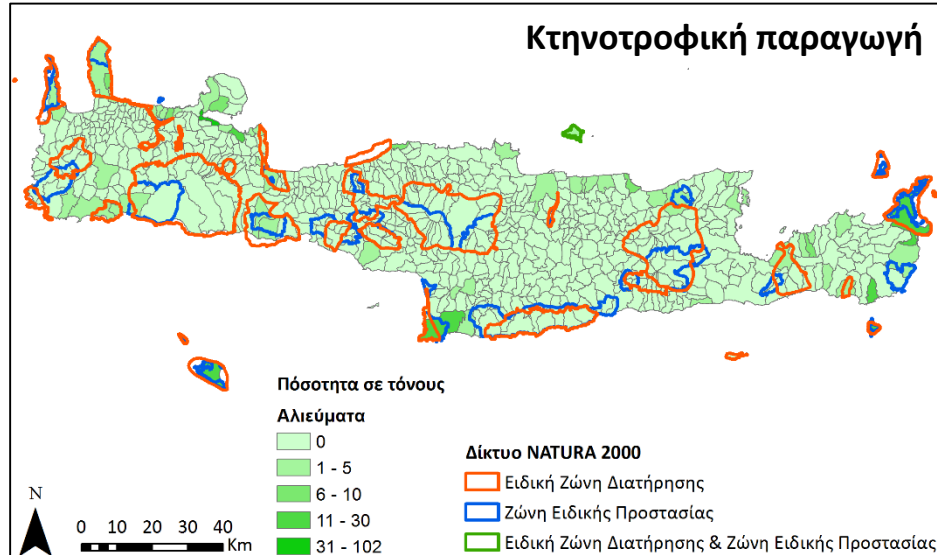 Κτηνοτροφική παραγωγή
Πόσοτητα σε τόνους
Αλιεύματα
0
1 - 5
6 - 10
11 - 30
31 - 102
Δίκτυο NATURA 2000
Ειδική Ζώνη Διατήρησης
Ζώνη Ειδικής Προστασίας
Ειδική Ζώνη Διατήρησης & Ζώνη Ειδικής Προστασίας
N
0 10 20 30 40
Km